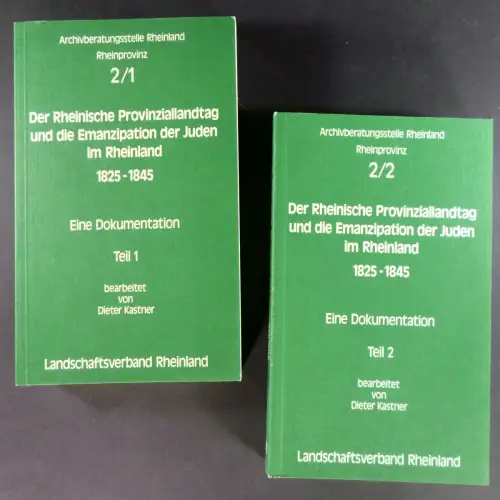 Archivberatungsstelle Rheinland
Rheinprovinz
2/1
Der Rheinische Provinziallandtag
und die Emanzipation der Juden
im Rheinland
1825-1845
Eine Dokumentation
Teil 1
bearbeitet
von
Dieter Kastner
Landschaftsverband Rheinland
Archivberatungsstelle Rheinland
Rheinprovinz
2/2
Der Rheinische Provinziallandtag
und die Emanzipation der Juden
im Rheinland
1825-1845
Eine Dokumentation
Teil 2
bearbeitet
von
Dieter Kastner
Landschaftsverband Rheinland